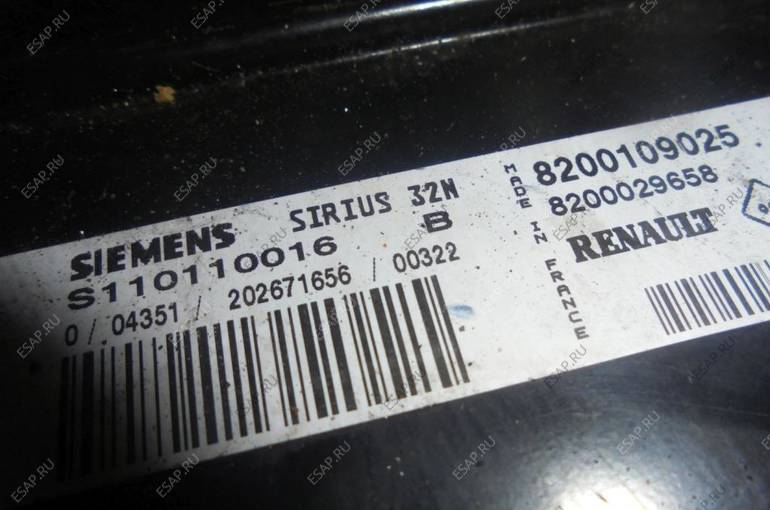 SIEMENS SIRIUS 32N
S110110016 B
0 / 04351 / 202671656 / 00322
MADE IN FRANCE
8200109025
8200029658
RENAULT
ESAP.RU